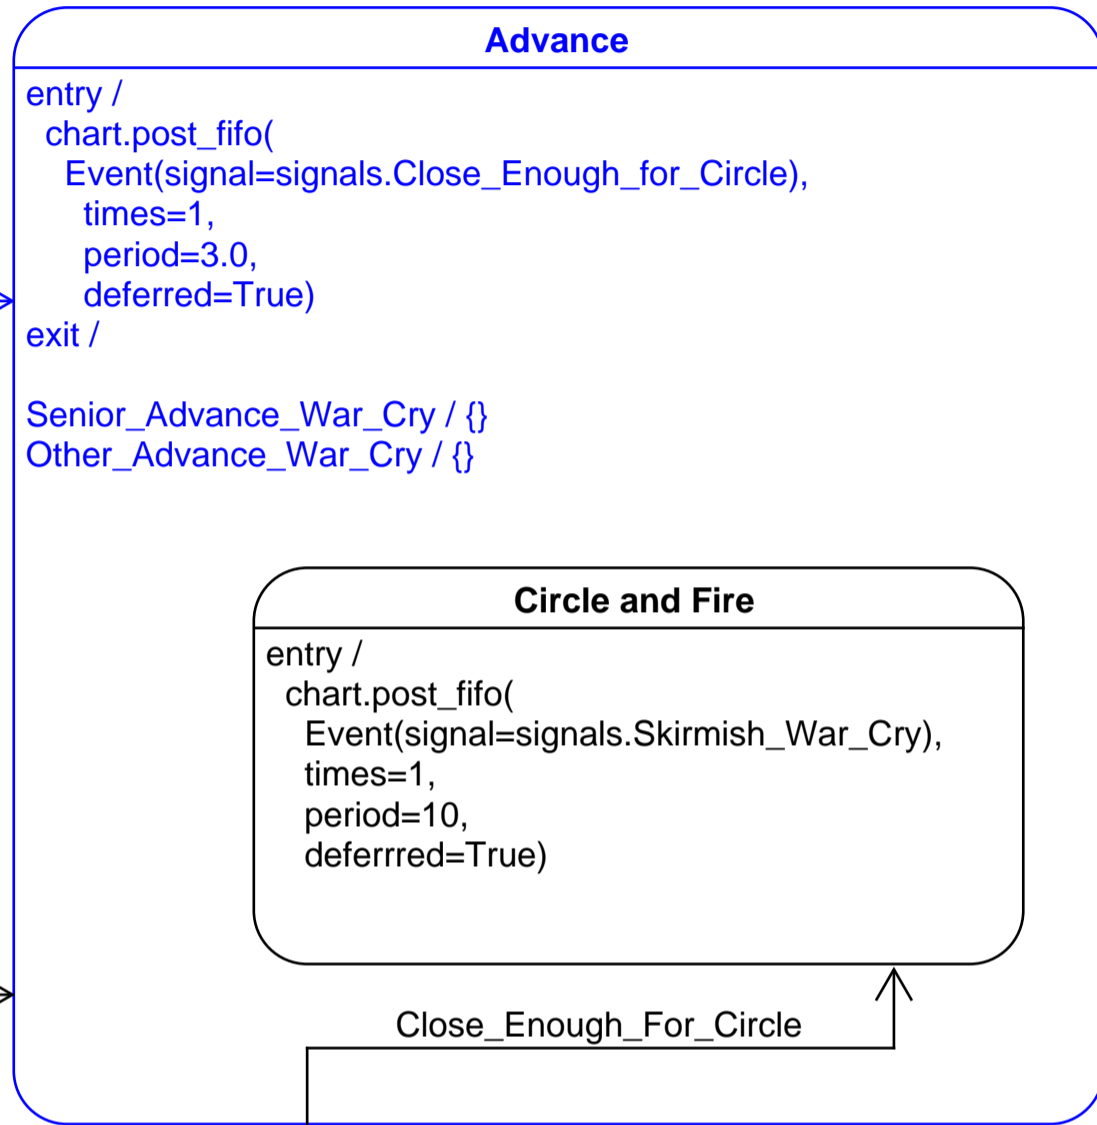 Advance
entry /
chart.post_fifo(
Event(signal=signals.Close_Enough_for_Circle),
times=1,
period=3.0,
deferred=True)
exit /
Senior_Advance_War_Cry / {}
Other_Advance_War_Cry / {}
Circle and Fire
entry /
chart.post_fifo(
Event(signal=signals.Skirmish_War_Cry),
times=1,
period=10,
deferrred=True)
Close_Enough_For_Circle